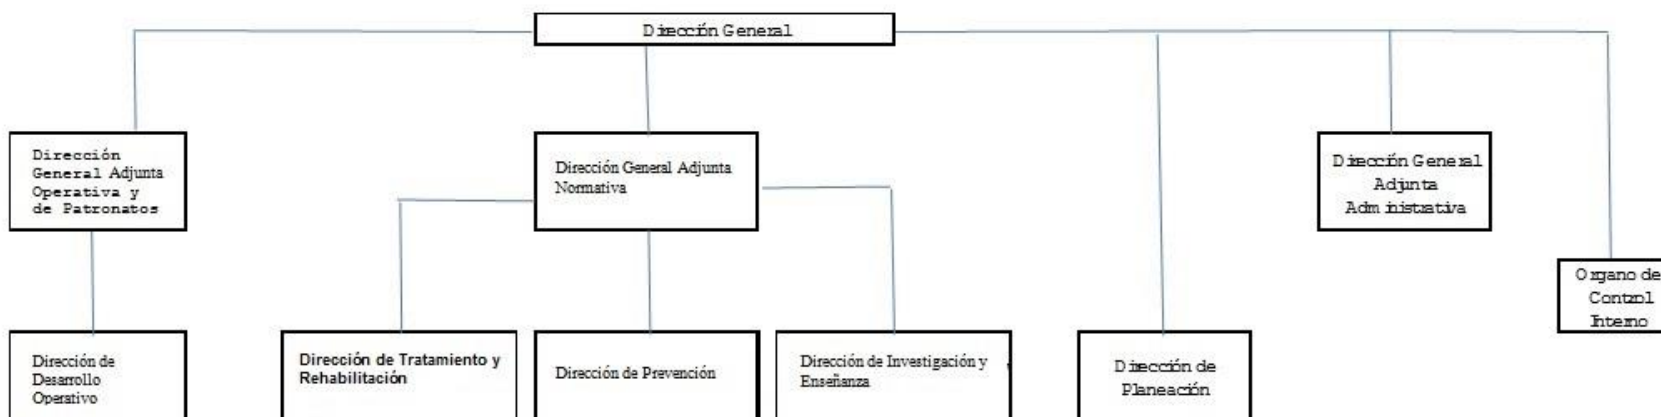 Dirección General
Dirección
General Adjunta
Operativa y
de Patronatos
Dirección General Adjunta
Normativa
Dirección General
Adjunta
Administrativa
Organo de
Control
Interno
Dirección de
Desarrollo
Operativo
Dirección de Tratamiento y
Rehabilitación
Dirección de Prevención
Dirección de Investigación y
Enseñanza
Dirección de
Planeación